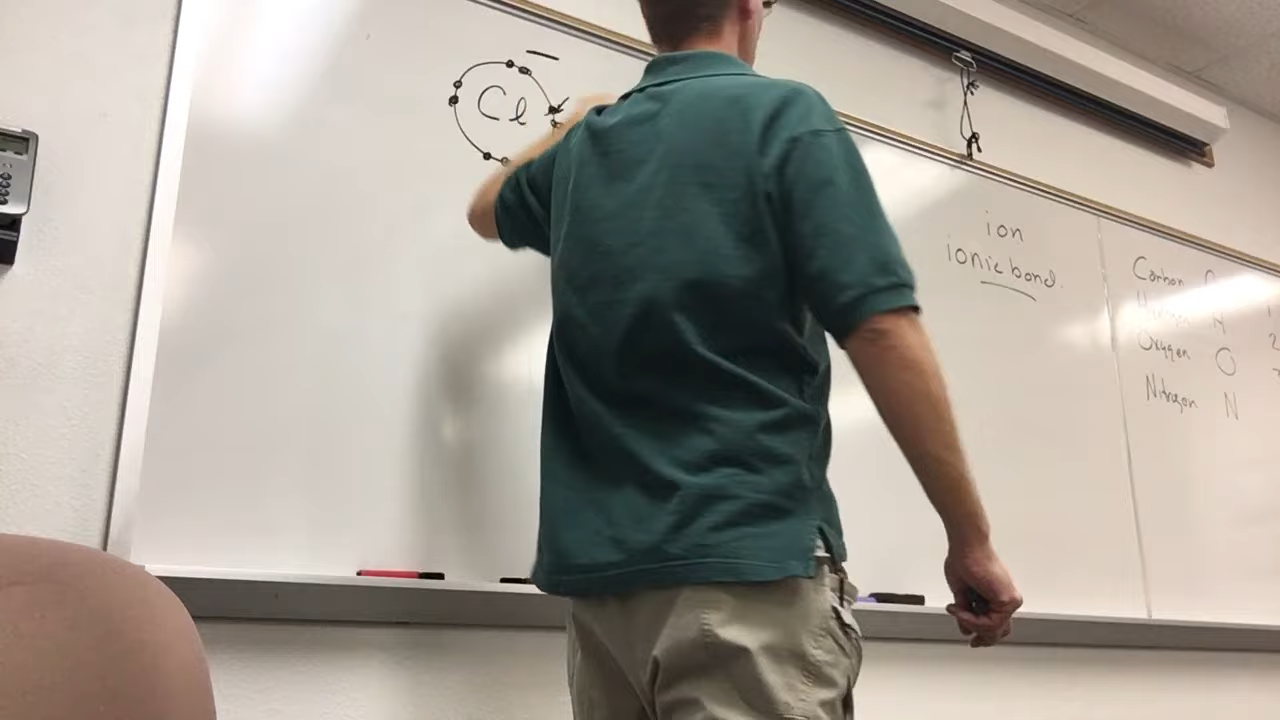 Cl
ion
ionic bond.
Carbon
H
Oxygen O
Nitrogen N